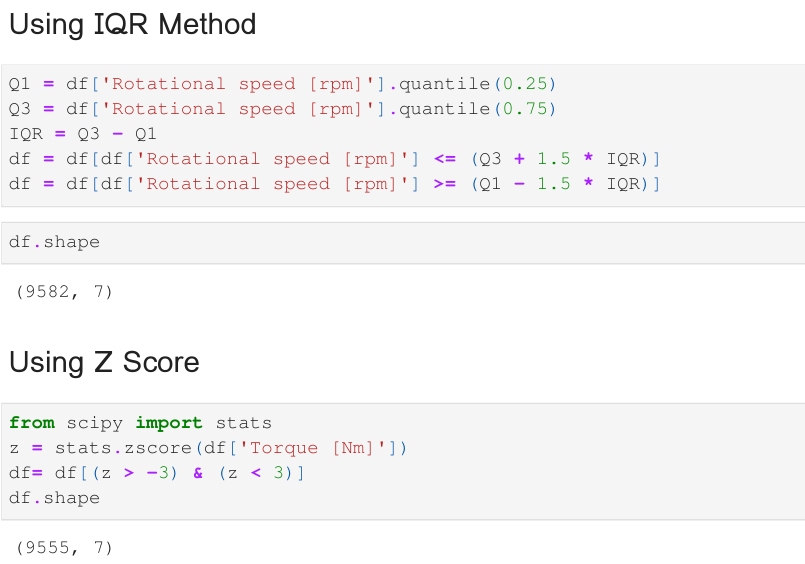 Using IQR Method
Q1 = df['Rotational speed [rpm]'].quantile(0.25)
Q3 = df['Rotational speed [rpm]'].quantile(0.75)
IQR = Q3 - Q1
df = df[df['Rotational speed [rpm]'] <= (Q3 + 1.5 * IQR)]
df = df[df['Rotational speed [rpm]'] >= (Q1 - 1.5 * IQR)]
df.shape
(9582, 7)
Using Z Score
from scipy import stats
z = stats.zscore(df['Torque [Nm]'])
df= df[(z > -3) & (z < 3)]
df.shape
(9555, 7)